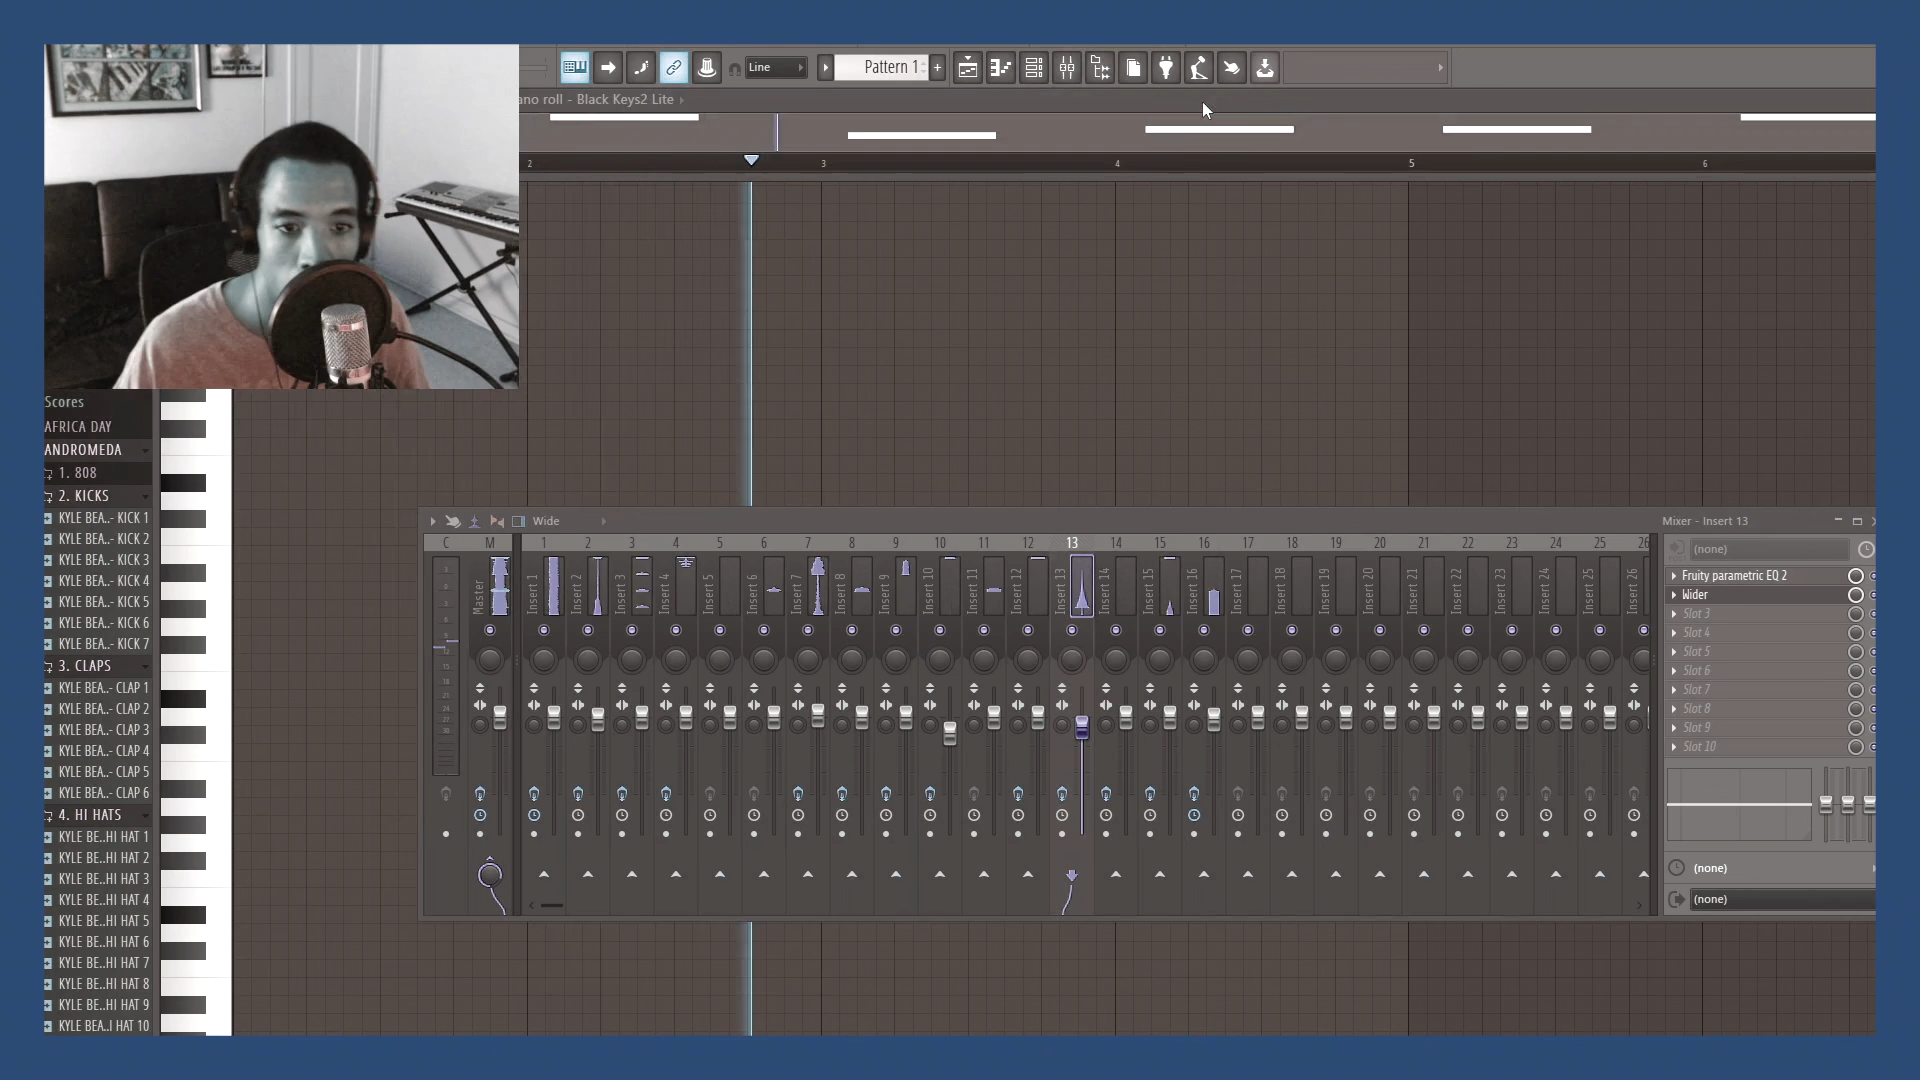 Line
Pattern 1
+
ano roll - Black Keys2 Lite
2
3
4
5
6
Scores
AFRICA DAY
ANDROMEDA
1. 808
2. KICKS
KYLE BEA..- KICK 1
KYLE BEA..- KICK 2
KYLE BEA..- KICK 3
KYLE BEA..- KICK 4
KYLE BEA..- KICK 5
KYLE BEA..- KICK 6
KYLE BEA..- KICK 7
3. CLAPS
KYLE BEA..- CLAP 1
KYLE BEA..- CLAP 2
KYLE BEA..- CLAP 3
KYLE BEA..- CLAP 4
KYLE BEA..- CLAP 5
KYLE BEA..- CLAP 6
4. HI HATS
KYLE BE..HI HAT 1
KYLE BE..HI HAT 2
KYLE BE..HI HAT 3
KYLE BE..HI HAT 4
KYLE BE..HI HAT 5
KYLE BE..HI HAT 6
KYLE BE..HI HAT 7
KYLE BE..HI HAT 8
KYLE BE..HI HAT 9
KYLE BEA..I HAT 10
Wide
Mixer - Insert 13
C M 1 2 3 4 5 6 7 8 9 10 11 12 13 14 15 16 17 18 19 20 21 22 23 24 25 26
Master
Insert 1
Insert 2
Insert 3
Insert 4
Insert 5
Insert 6
Insert 7
Insert 8
Insert 9
Insert 10
Insert 11
Insert 12
Insert 13
Insert 14
Insert 15
Insert 16
Insert 17
Insert 18
Insert 19
Insert 20
Insert 21
Insert 22
Insert 23
Insert 24
Insert 25
Insert 26
(none)
Fruity parametric EQ 2
Wider
Slot 3
Slot 4
Slot 5
Slot 6
Slot 7
Slot 8
Slot 9
Slot 10
(none)
(none)